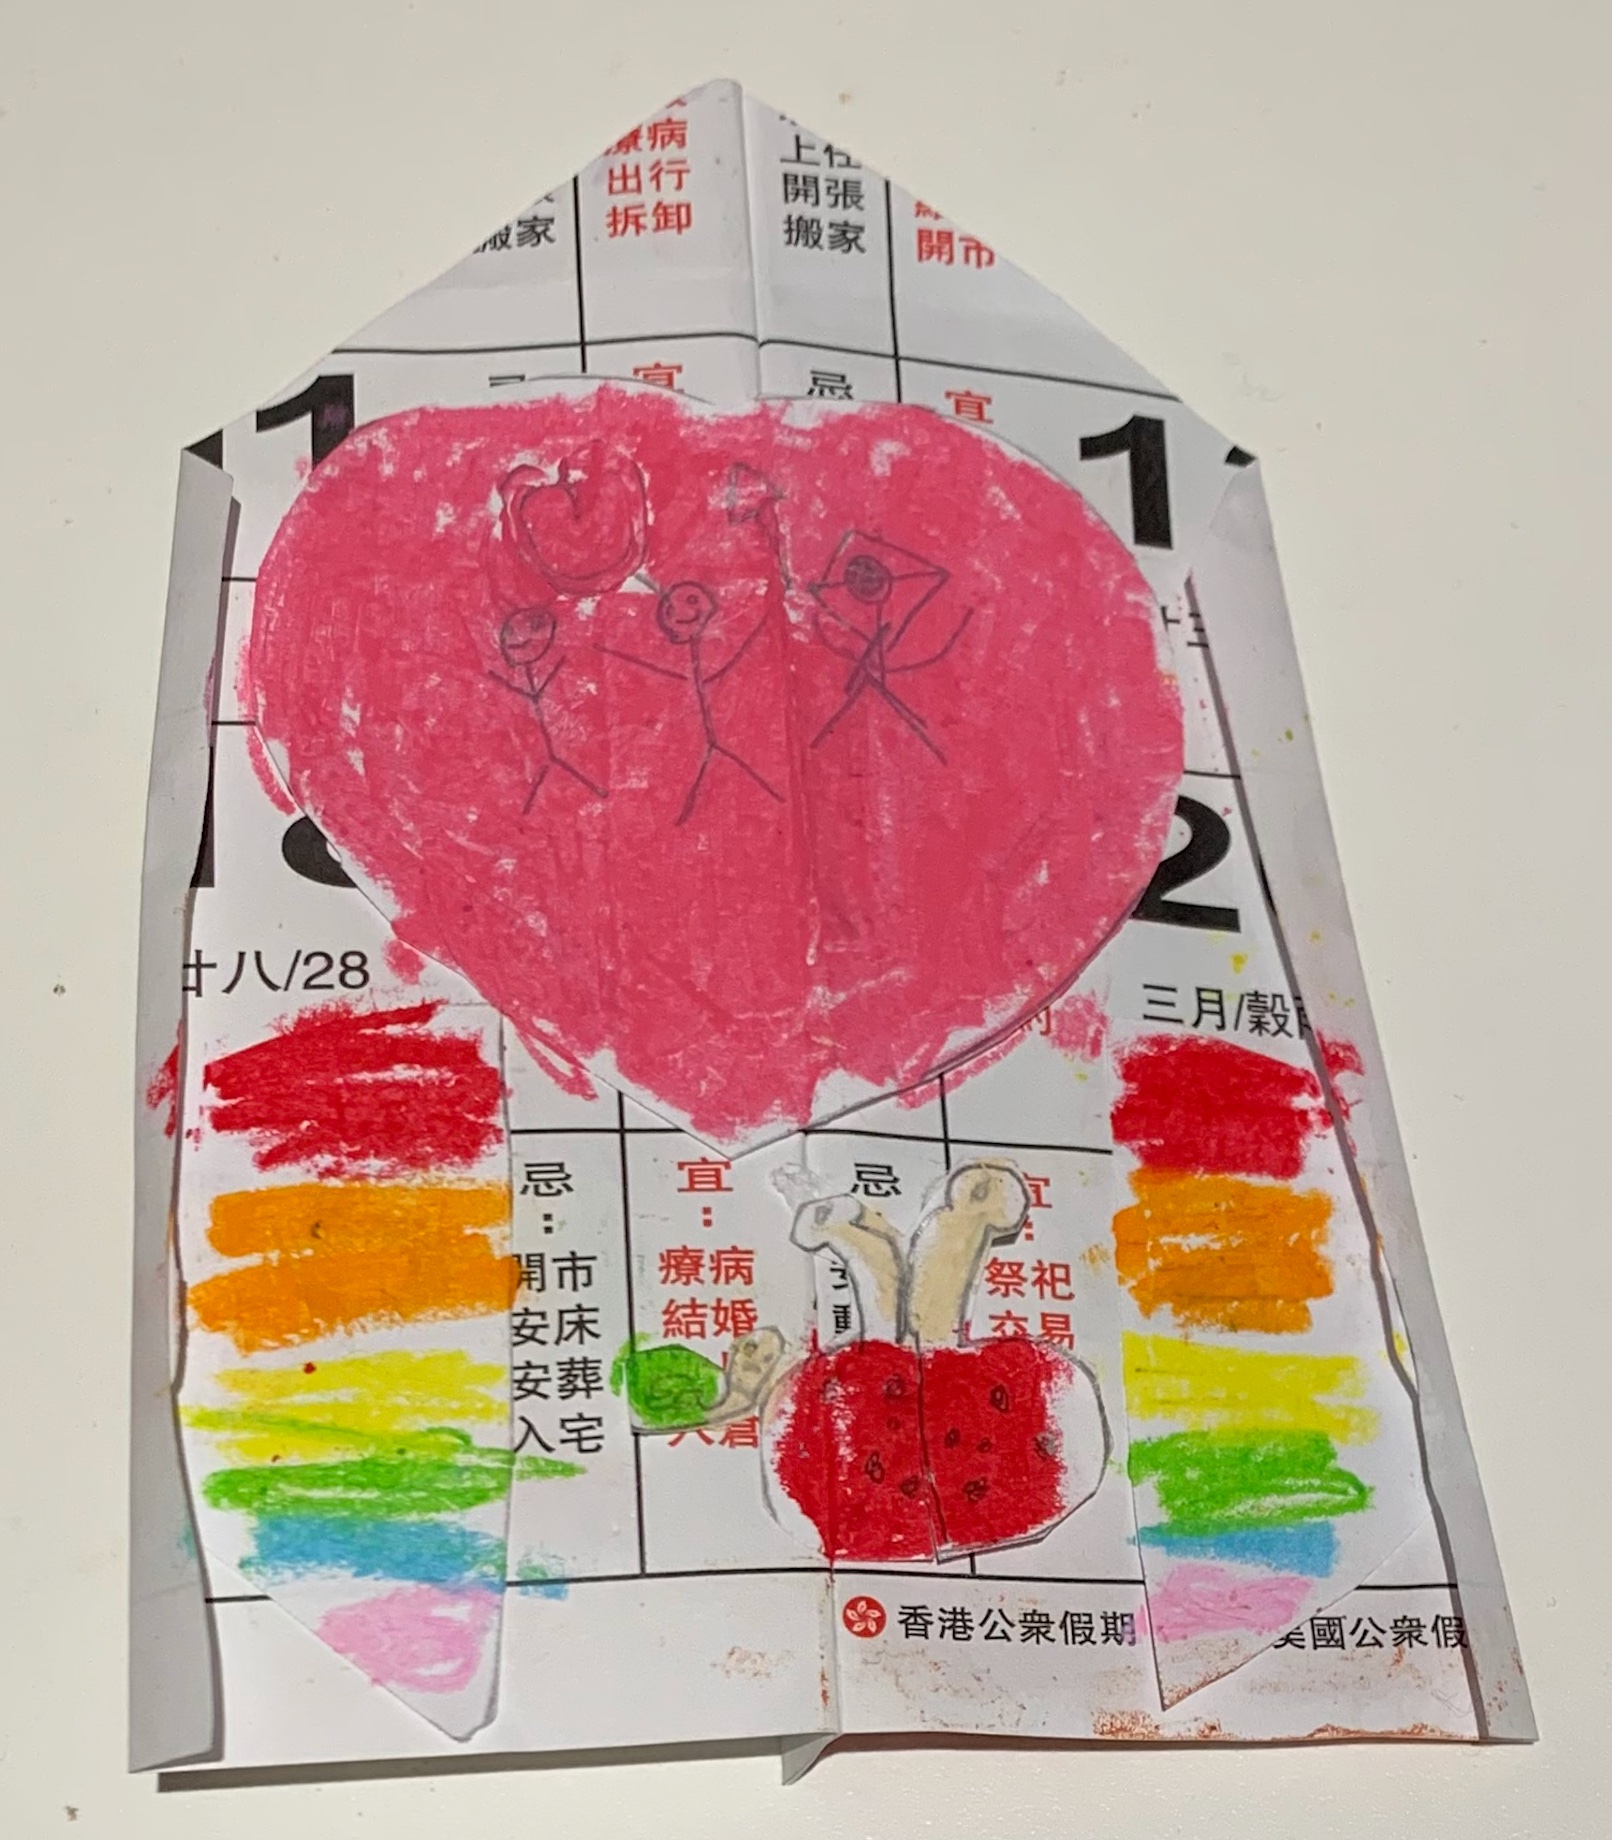 療病
出行
拆卸
開張
搬家
搬家
開市
宜
忌
宜
1
1
2
廿八/28
三月/穀
忌
:
開市
安床
安葬
入宅
宜
:
療病
結婚
忌
宜
:
祭祀
交易
香港公衆假期
美國公衆假